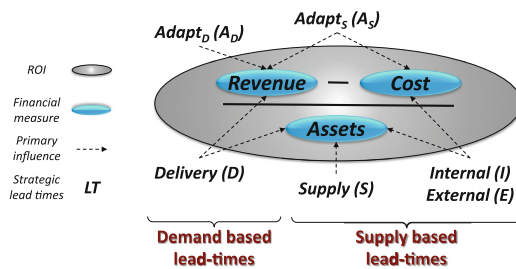 Adapt_S (A_S)
Adapt_D (A_D)
ROI
Revenue – Cost
Financial
measure
Assets
Primary
influence
Delivery (D)
Internal (I)
Strategic
lead times
LT
Supply (S)
External (E)
Demand based
lead-times
Supply based
lead-times